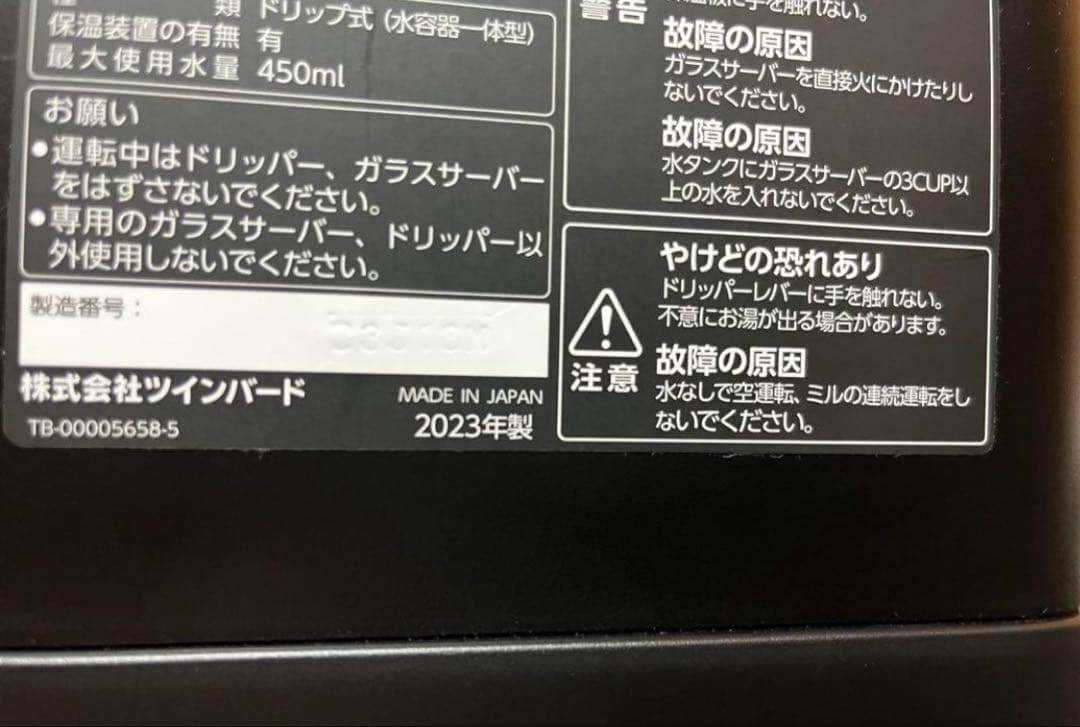 類 ドリップ式（水容器一体型）
保温装置の有無 有
最大使用水量 450ml
お願い
●運転中はドリッパー、ガラスサーバー
をはずさないでください。
●専用のガラスサーバー、ドリッパー以
外使用しないでください。
製造番号：
株式会社ツインバード
MADE IN JAPAN
TB-00005658-5
2023年製
警告
に手を触れない。
故障の原因
ガラスサーバーを直接火にかけたりし
ないでください。
故障の原因
水タンクにガラスサーバーの3CUP以
上の水を入れないでください。
注意
やけどの恐れあり
ドリッパーレバーに手を触れない。
不意にお湯が出る場合があります。
故障の原因
水なしで空運転、ミルの連続運転をし
ないでください。